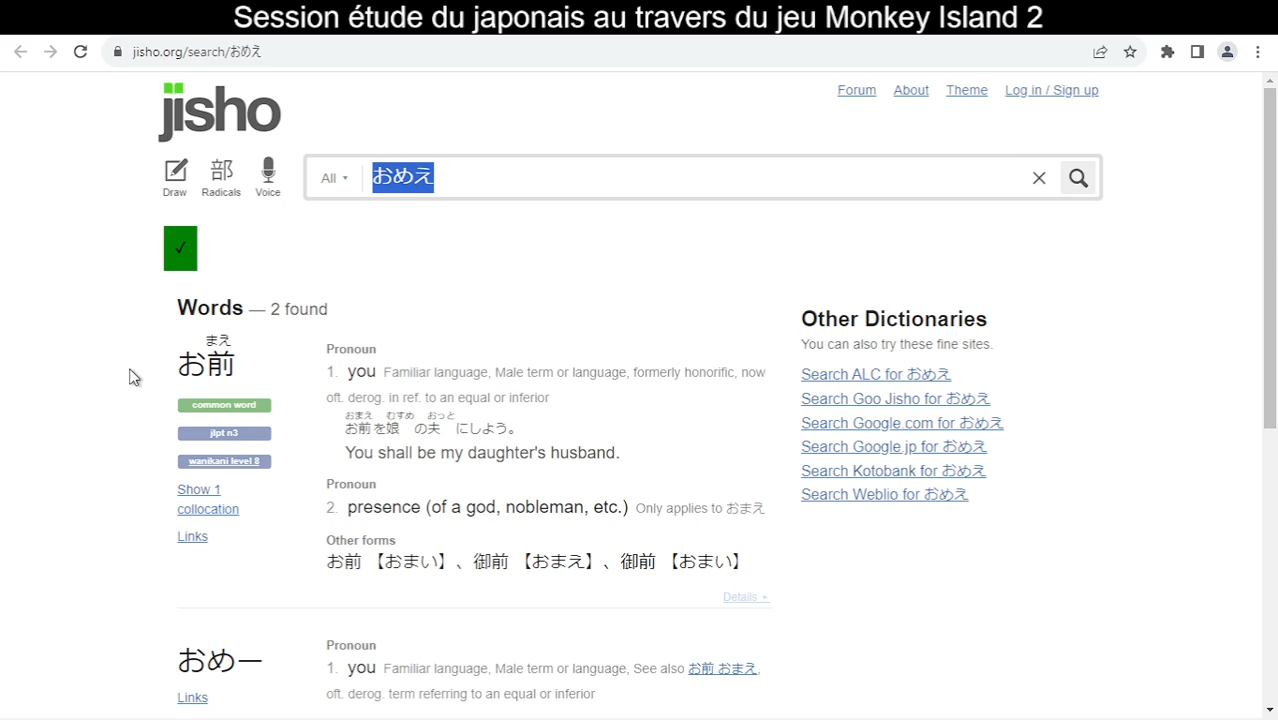 Session étude du japonais au travers du jeu Monkey Island 2
jisho.org/search/おめえ
jisho
Forum About Theme Log in / Sign up
Draw 部 Radicals Voice
All おめえ
✓
Words — 2 found
まえ
お前
common word
jlpt n3
wanikani level 8
Show 1 collocation
Links
Pronoun
1. you Familiar language, Male term or language, formerly honorific, now
oft. derog. in ref. to an equal or inferior
おまえ むすめ おっと
お前を娘の夫にしよう。
You shall be my daughter's husband.
Pronoun
2. presence (of a god, nobleman, etc.) Only applies to おまえ
Other forms
お前 【おまい】、御前 【おまえ】、御前 【おまい】
Details ▸
おめー
Links
Pronoun
1. you Familiar language, Male term or language, See also お前 おまえ,
oft. derog. term referring to an equal or inferior
Other Dictionaries
You can also try these fine sites.
Search ALC for おめえ
Search Goo Jisho for おめえ
Search Google com for おめえ
Search Google jp for おめえ
Search Kotobank for おめえ
Search Weblio for おめえ